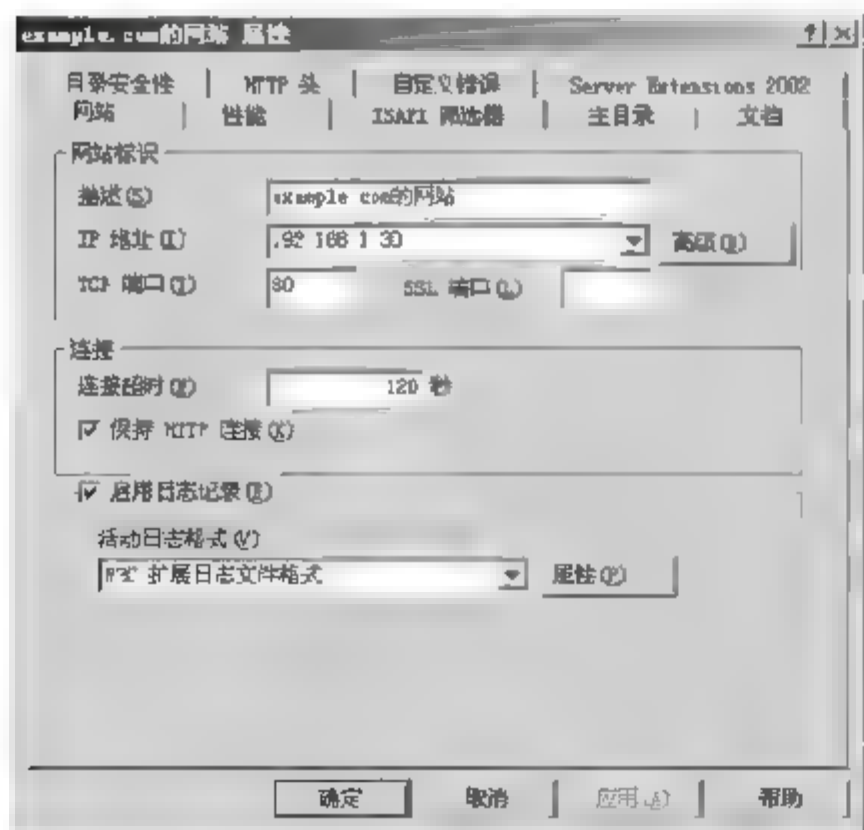 example.com的网站 属性
目录安全性 HTTP 头 自定义错误 Server Extensions 2002
网站 性能 ISAPI 筛选器 主目录 文档
网站标识
描述(S) example com的网站
IP 地址(I) 192 168 1 30 高级(D)
TCP 端口(T) 80 SSL 端口(L)
连接
连接超时(N) 120 秒
保持 HTTP 连接(K)
启用日志记录(E)
活动日志格式(V)
W3C 扩展日志文件格式 属性(P)
确定 取消 应用(A) 帮助